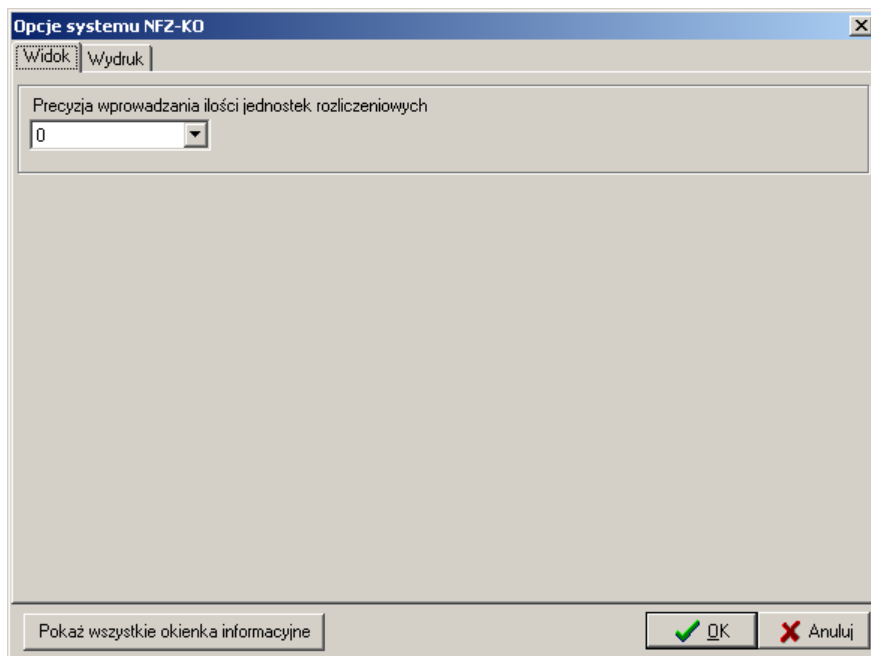 Opcje systemu NFZ-KO
Widok Wydruk
Precyzja wprowadzania ilości jednostek rozliczeniowych
0
Pokaż wszystkie okienka informacyjne OK Anuluj